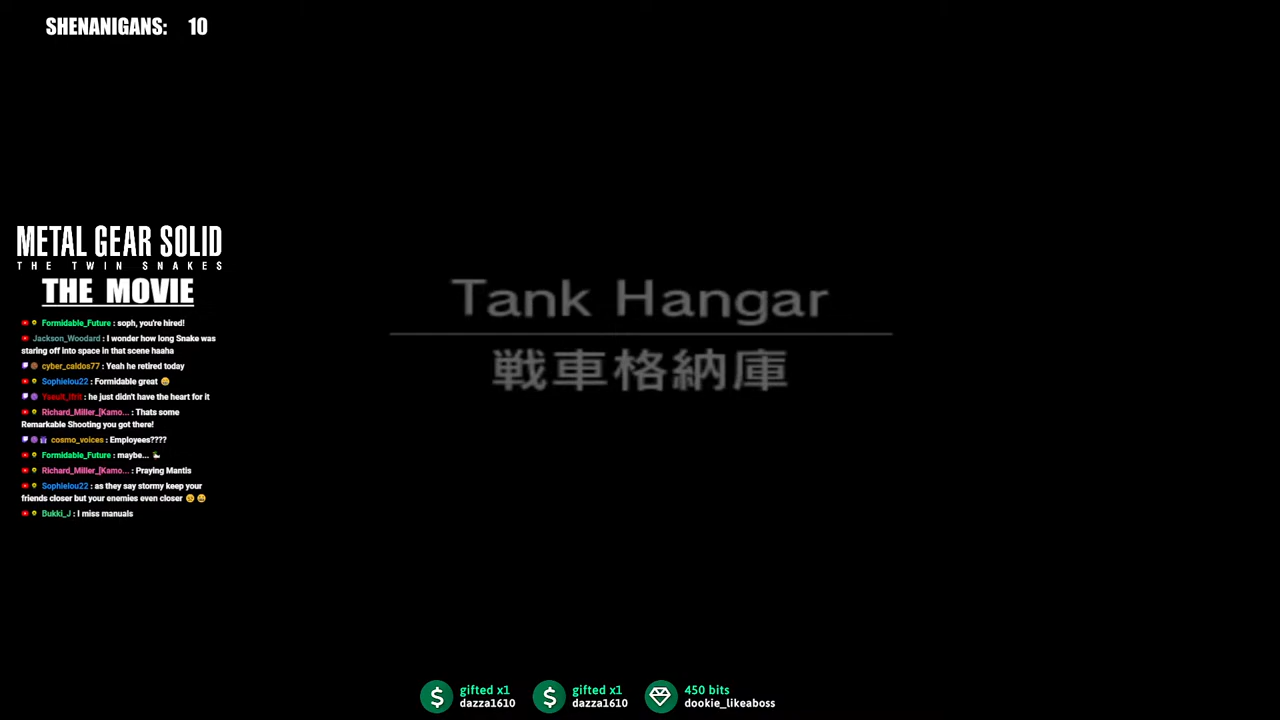 SHENANIGANS: 10
METAL GEAR SOLID
THE TWIN SNAKES
THE MOVIE
Formidable_Future : soph, you're hired!
Jackson_Woodard : I wonder how long Snake was
staring off into space in that scene haaha
cyber_caldos77 : Yeah he retired today
Sophielou22 : Formidable great 😄
Yasuit_Ifrit : he just didn't have the heart for it
Richard_Miller_[Kamo... : Thats some
Remarkable Shooting you got there!
cosmo_voices : Employees????
Formidable_Future : maybe...
Richard_Miller_[Kamo... : Praying Mantis
Sophielou22 : as they say stormy keep your
friends closer but your enemies even closer
Bukki_J : I miss manuals
Tank Hangar
戦車格納庫
gifted x1
dazza1610
gifted x1
dazza1610
450 bits
dookie_likeaboss